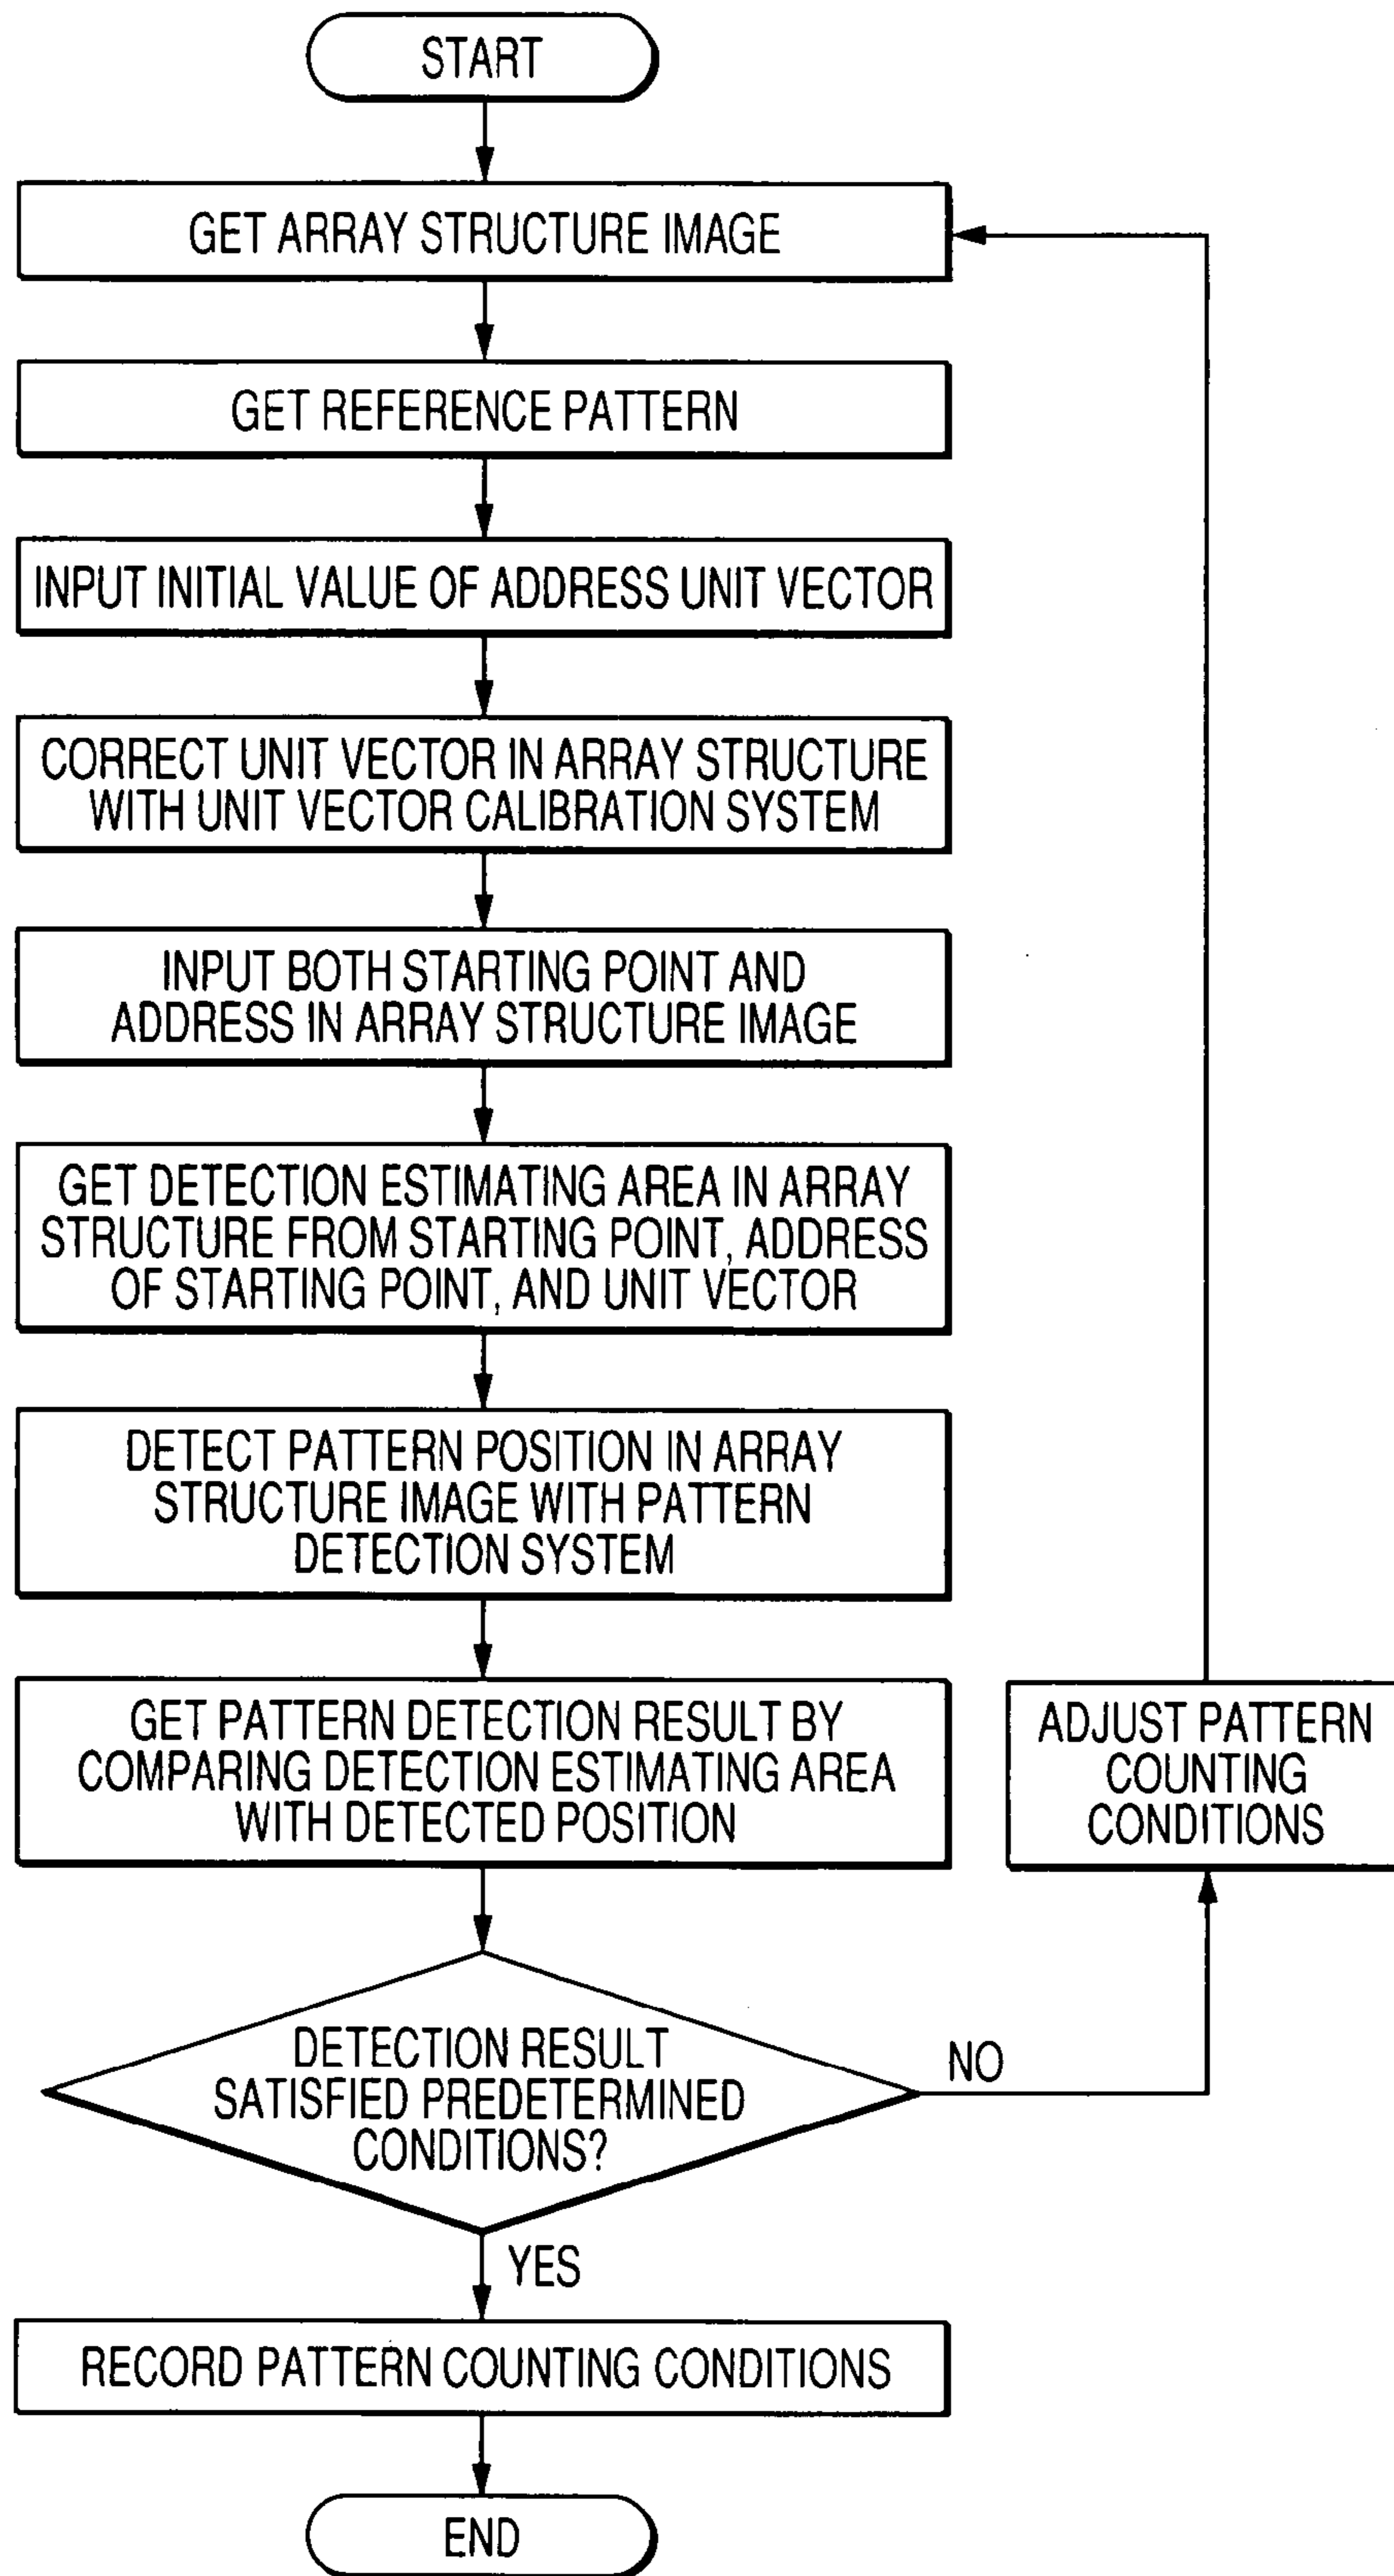 START
GET ARRAY STRUCTURE IMAGE
GET REFERENCE PATTERN
INPUT INITIAL VALUE OF ADDRESS UNIT VECTOR
CORRECT UNIT VECTOR IN ARRAY STRUCTURE
WITH UNIT VECTOR CALIBRATION SYSTEM
INPUT BOTH STARTING POINT AND
ADDRESS IN ARRAY STRUCTURE IMAGE
GET DETECTION ESTIMATING AREA IN ARRAY
STRUCTURE FROM STARTING POINT, ADDRESS
OF STARTING POINT, AND UNIT VECTOR
DETECT PATTERN POSITION IN ARRAY
STRUCTURE IMAGE WITH PATTERN
DETECTION SYSTEM
GET PATTERN DETECTION RESULT BY
COMPARING DETECTION ESTIMATING AREA
WITH DETECTED POSITION
ADJUST PATTERN
COUNTING
CONDITIONS
DETECTION RESULT
SATISFIED PREDETERMINED
CONDITIONS?
NO
YES
RECORD PATTERN COUNTING CONDITIONS
END